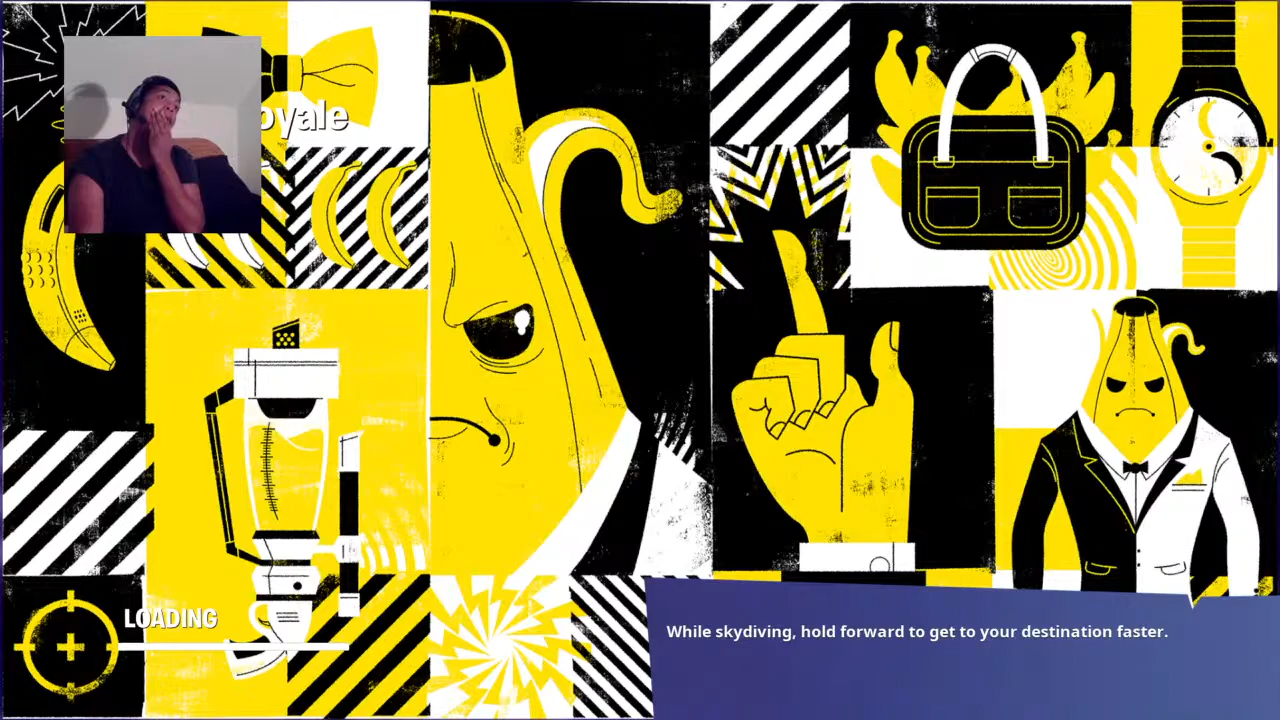 oyale
LOADING
While skydiving, hold forward to get to your destination faster.